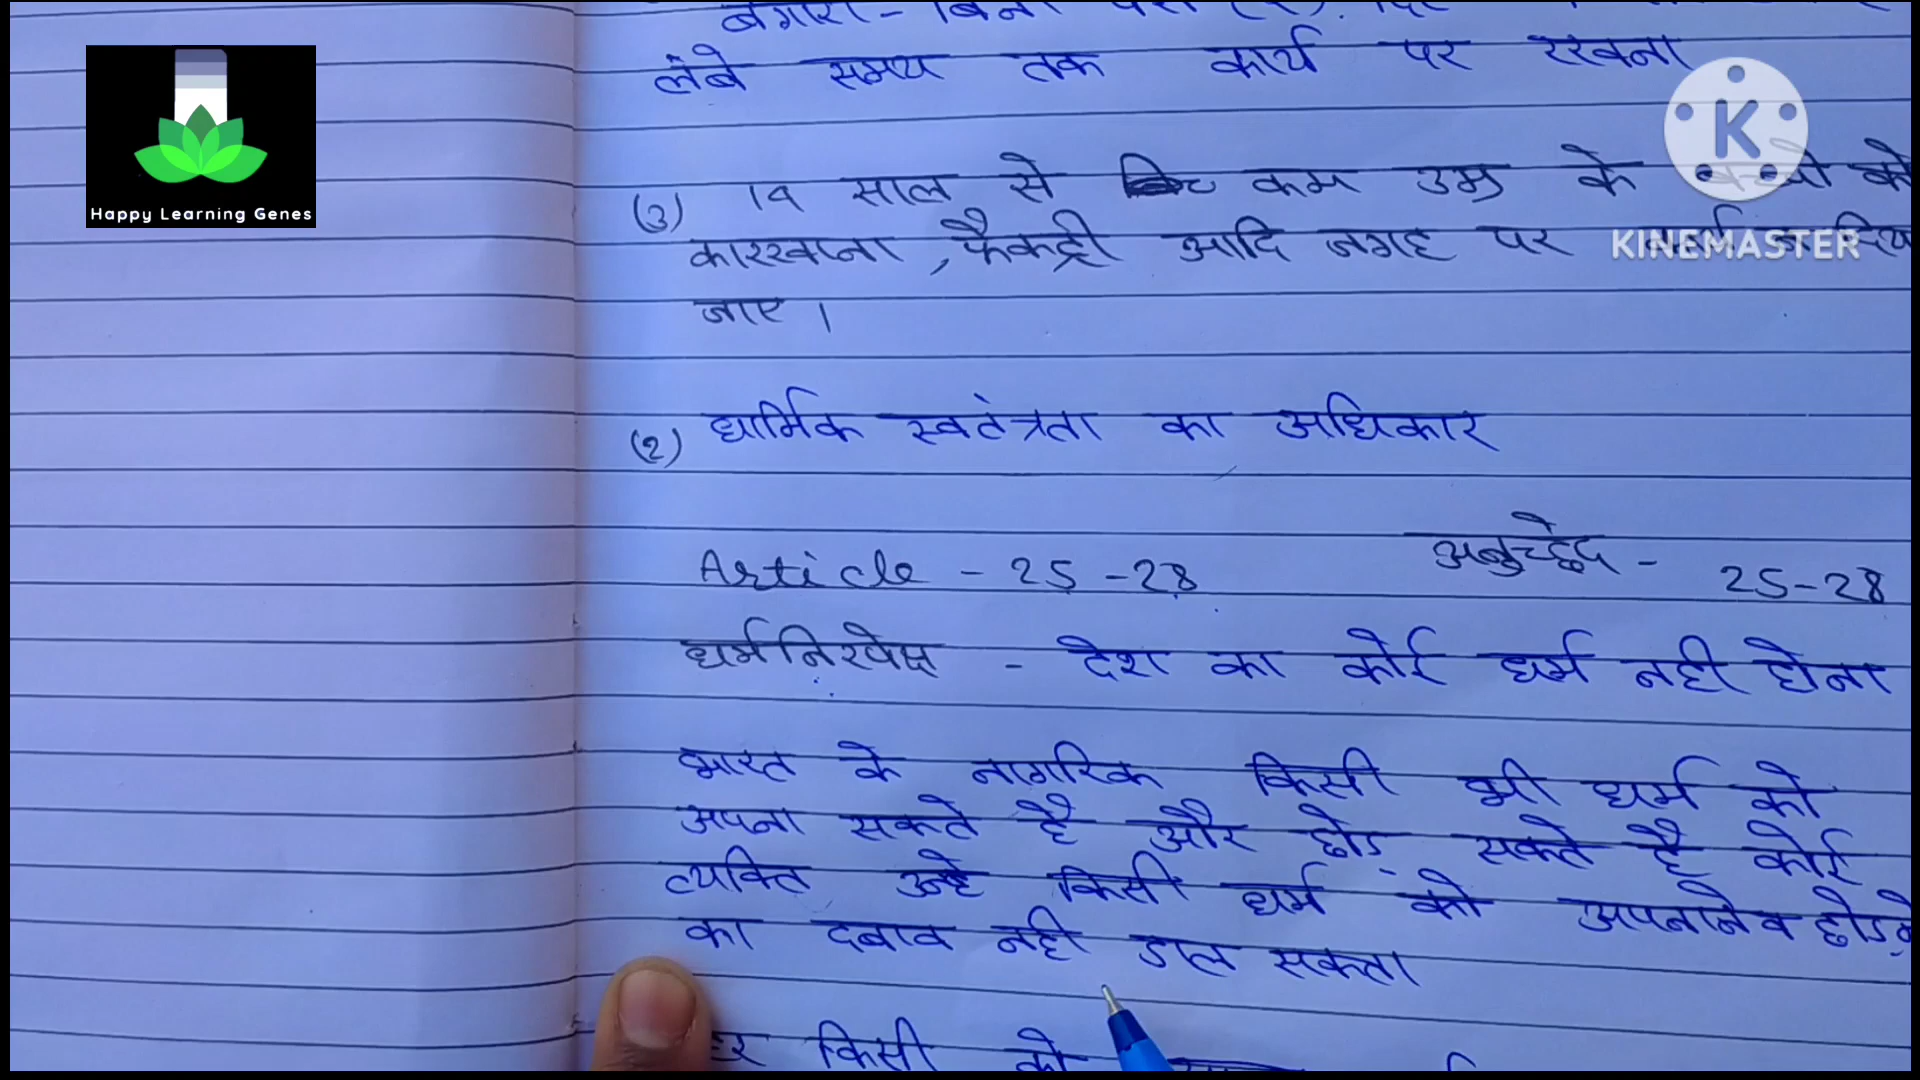 बेगारी - बिना
लंबे समय तक कार्य पर रखना
(3) 14 साल से कम उम्र के बच्चो को
कारखाना, फैक्ट्री आदि जगह पर
जाए।
(2) धार्मिक स्वतंत्रता का अधिकार
Article - 25 - 28 अनुच्छेद - 25-28
धर्मनिरपेक्ष - देश का कोई धर्म नही होना
भारत के नागरिक किसी भी धर्म को
अपना सकते है और छोड़ सकते है कोई
व्यक्ति उन्हे किसी धर्म को अपनाने व छोड़ने
का दबाव नही डाल सकता
हर किसी को
Happy Learning Genes
K
KINEMASTER